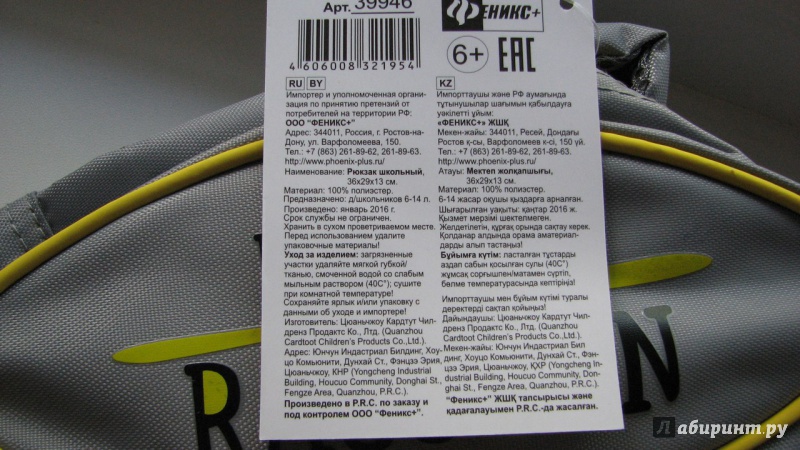 Арт. 39946
ФЕНИКС+
4 606008 321954
6+ EAC
RU BY
Импортер и уполномоченная органи-
зация по принятию претензий от
потребителей на территории РФ:
ООО "ФЕНИКС+"
Адрес: 344011, Россия, г. Ростов-на-
Дону, ул. Варфоломеева, 150.
Тел.: +7 (863) 261-89-62, 261-89-63.
http://www.phoenix-plus.ru
Наименование: Рюкзак школьный,
36х29х13 см.
Материал: 100% полиэстер.
Предназначено: д/школьников 6-14 л.
Произведено: январь 2016 г.
Срок службы не ограничен.
Хранить в сухом проветриваемом месте.
Перед использованием удалите
упаковочные материалы!
Уход за изделием: загрязненные
участки удаляйте мягкой губкой/
тканью, смоченной водой со слабым
мыльным раствором (40С°); сушите
при комнатной температуре!
Сохраняйте ярлык и/или упаковку с
данными об уходе и импортере!
Изготовитель: Цюаньчжоу Кардтут Чил-
дренз Продактс Ко., Лтд. (Quanzhou
Cardtoot Children's Products Co.,Ltd.).
Адрес: Юнчун Индастриал Билдинг, Хоу-
цо Комьюнити, Дунхай Ст., Фэнцзэ Эрия,
Цюаньчжоу, КНР (Yongcheng Industrial
Building, Houcuo Community, Donghai St.,
Fengze Area, Quanzhou, P.R.C.).
Произведено в P.R.C. по заказу и
под контролем ООО "Феникс+".
KZ
Импорттаушы және РФ аумағында
тұтынушылар шағымын қабылдауға
уәкілетті ұйым:
«ФЕНИКС+» ЖШҚ
Мекен-жайы: 344011, Ресей, Дондағы
Ростов қ-сы, Варфоломеев к-сі, 150 үй.
Тел.: +7 (863) 261-89-62, 261-89-63.
http://www.phoenix-plus.ru
Атауы: Мектеп жолқапшығы,
36х29х13 см.
Материал: 100% полиэстер.
6-14 жасар оқушы қыздарға арналған.
Шығарылған уақыты: қаңтар 2016 ж.
Қызмет мерзімі шектелмеген.
Желдетілетін, құрғақ орында сақтау керек.
Қолданар алдында орама аматериал-
дарды алып тастаңыз!
Бұйымға күтім: ласталған тұстарды
аздап сабын қосылған сулы (40С°)
жұмсақ сорғышпен/матамен сүртіп,
бөлме температурасында кептіріңіз!
Импорттаушы мен бұйым күтімі туралы
деректерді сақтап қойыңыз!
Дайындаушы: Цюаньчжоу Кардтут Чил-
дренз Продактс Ко., Лтд. (Quanzhou
Cardtoot Children's Products Co.,Ltd.).
Мекен-жайы: Юнчун Индастриал Бил
динг, Хоуцо Комьюнити, Дунхай Ст., Фэн-
цзэ Эрия, Цюаньчжоу, ҚХР (Yongcheng In-
dustrial Building, Houcuo Community,
Donghai St., Fengze Area, Quanzhou, P.R.C.).
"Феникс+" ЖШҚ тапсырысы және
қадағалауымен P.R.C.-да жасалған.
Лабиринт.ру